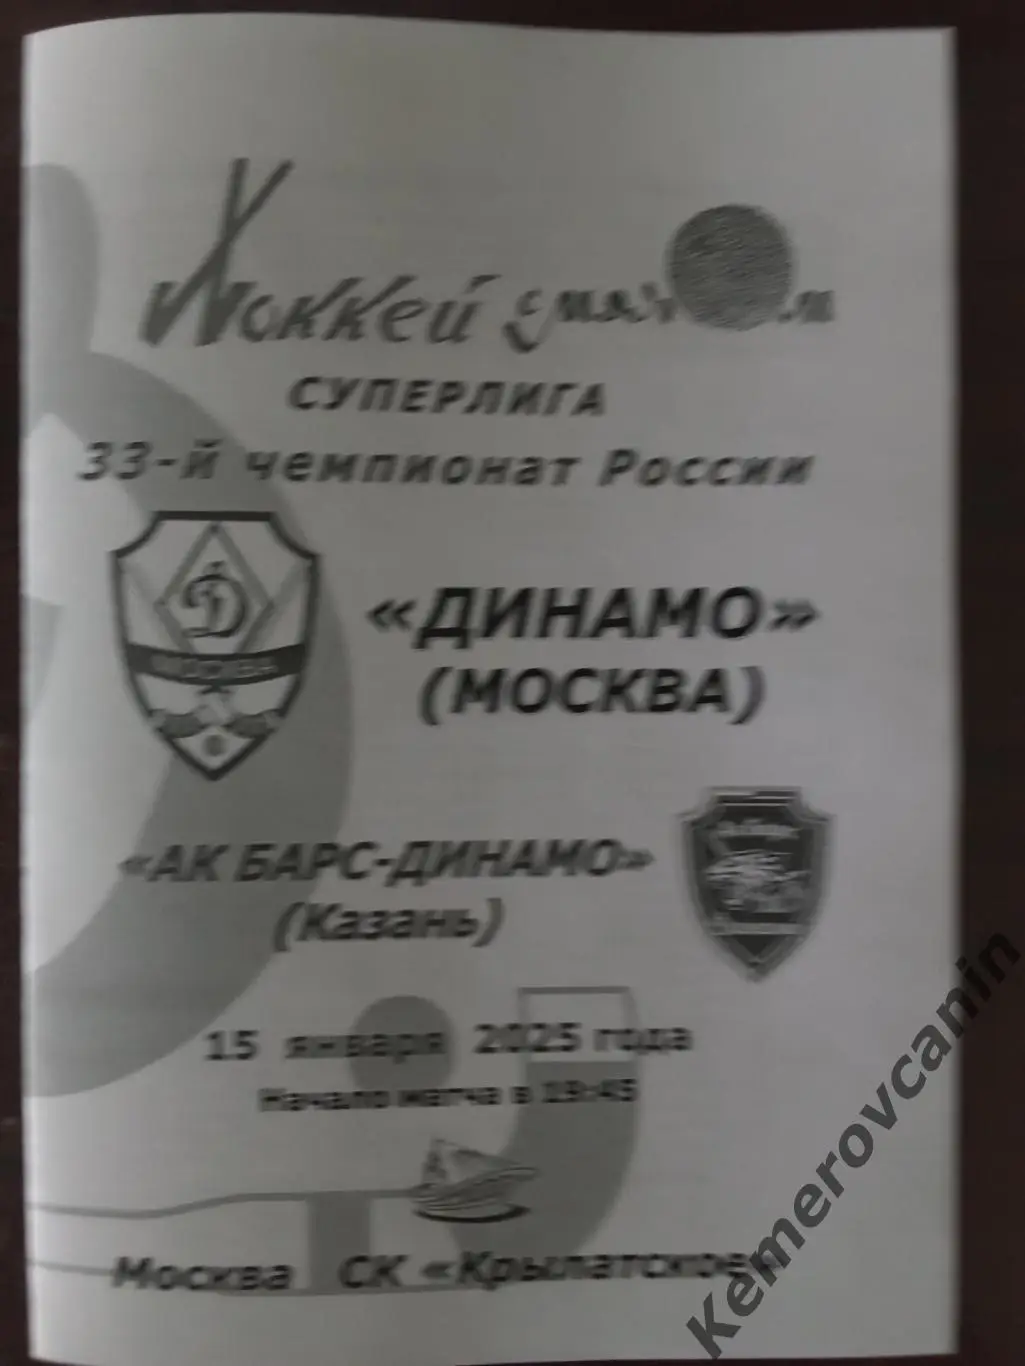 Хоккей с мячом
СУПЕРЛИГА
33-й чемпионат России
«ДИНАМО»
(МОСКВА)
МОСКВА
«АК БАРС-ДИНАМО»
(Казань)
15 января 2025 года
Начало матча в 19:45
Москва СК «Крылатское»
Kemerovcanin